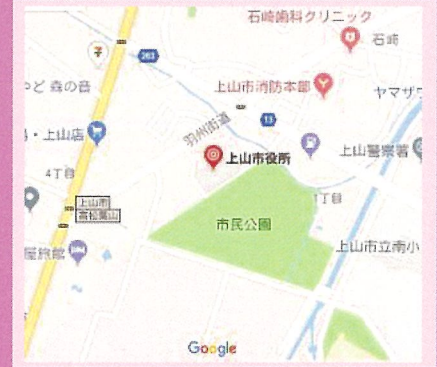 石崎歯科クリニック
石崎
263
ど 森の音
上山市消防本部
ヤマザワ
13
羽州街道
・上山店
上山市役所
上山警察署
4丁目
1丁目
上山市
高松葉山
市民公園
屋旅館
上山市立南小
Google